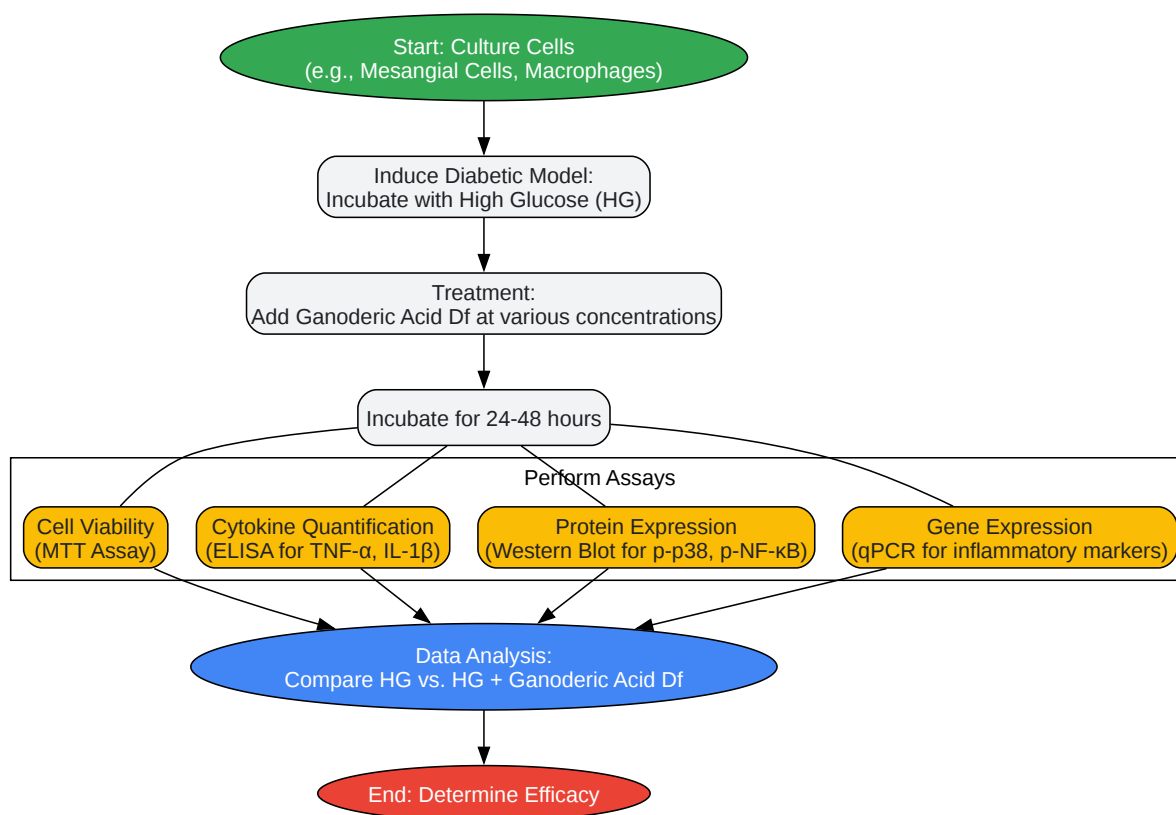 Start: Culture Cells
(e.g., Mesangial Cells, Macrophages)
Induce Diabetic Model:
Incubate with High Glucose (HG)
Treatment:
Add Ganoderic Acid Df at various concentrations
Incubate for 24-48 hours
Perform Assays
Cell Viability
(MTT Assay)
Cytokine Quantification
(ELISA for TNF-α, IL-1β)
Protein Expression
(Western Blot for p-p38, p-NF-κB)
Gene Expression
(qPCR for inflammatory markers)
Data Analysis:
Compare HG vs. HG + Ganoderic Acid Df
End: Determine Efficacy